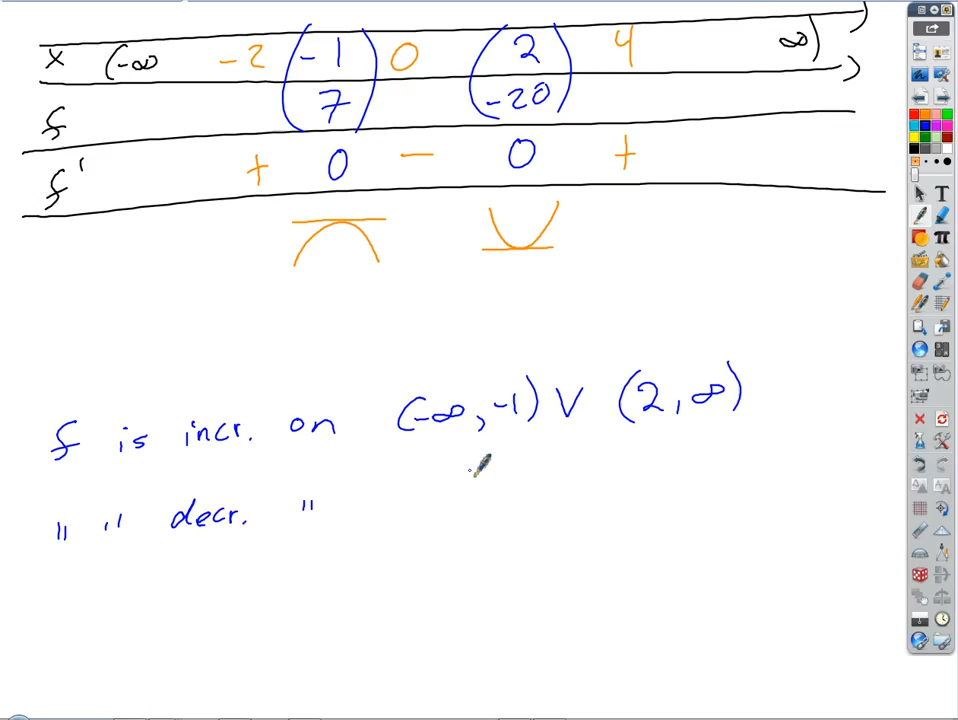 x (-∞ -2 (-1 0 (2 4 ∞)
f 7) -20)
f' + 0 - 0 +
f is incr. on (-∞, -1) ∨ (2, ∞)
" " decr. "